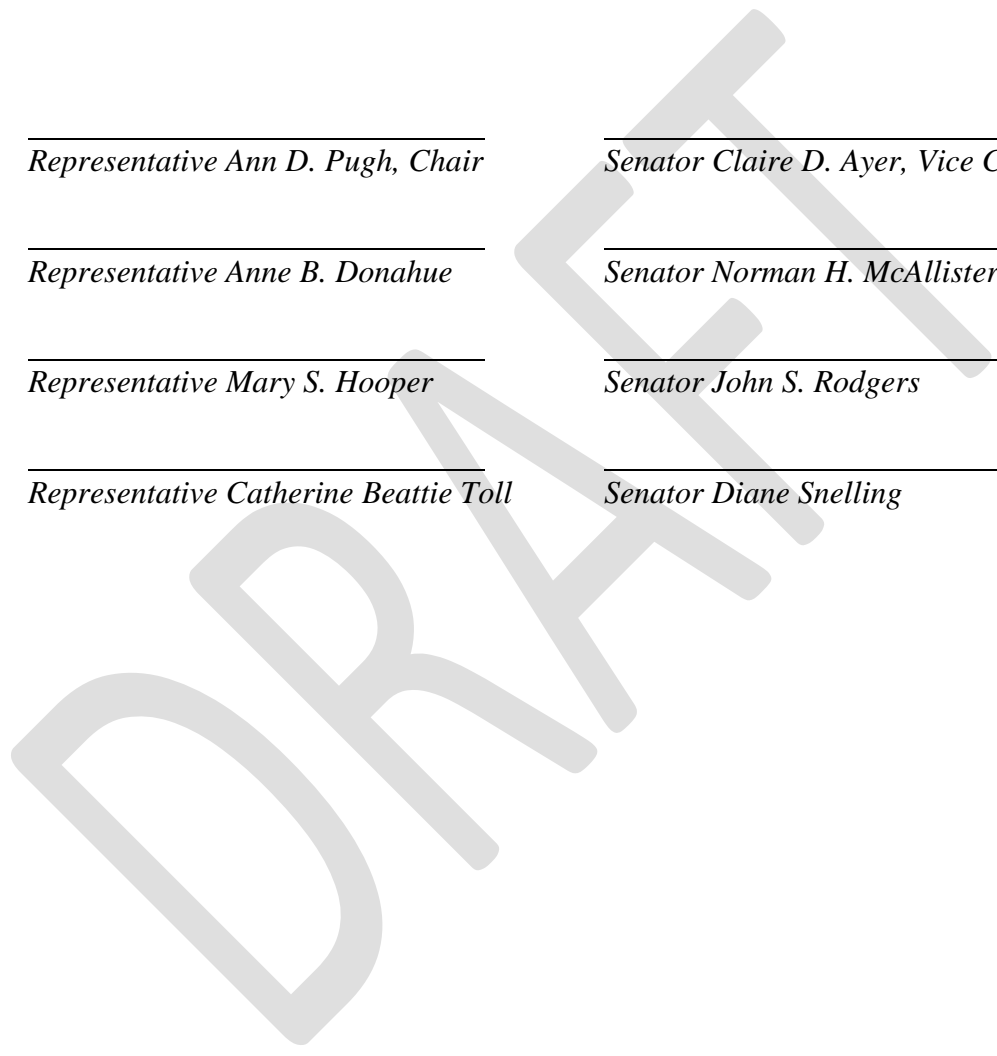 Representative Ann D. Pugh, Chair Senator Claire D. Ayer, Vice C
Representative Anne B. Donahue Senator Norman H. McAllister
Representative Mary S. Hooper Senator John S. Rodgers
Representative Catherine Beattie Toll Senator Diane Snelling
DRAFT